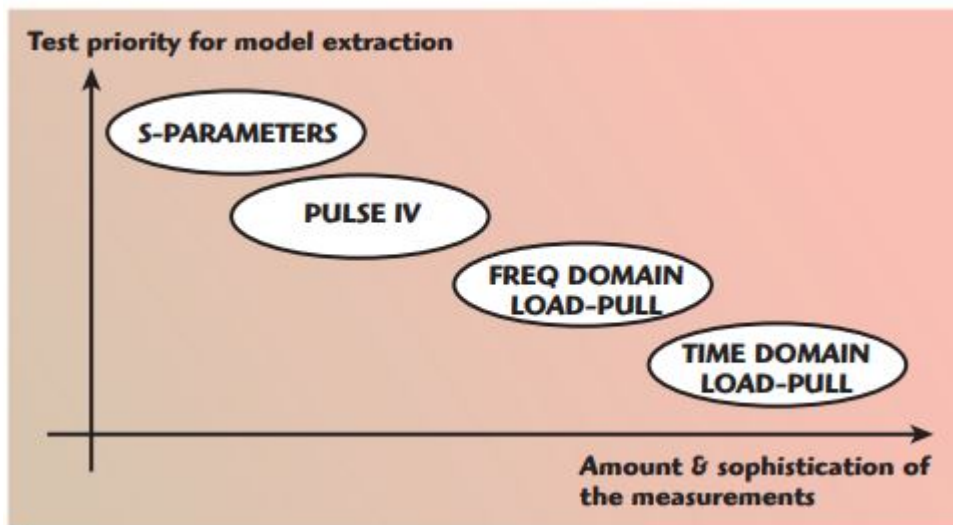 Test priority for model extraction
S-PARAMETERS
PULSE IV
FREQ DOMAIN
LOAD-PULL
TIME DOMAIN
LOAD-PULL
Amount & sophistication of
the measurements